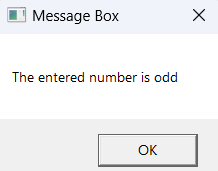 Message Box
The entered number is odd
OK